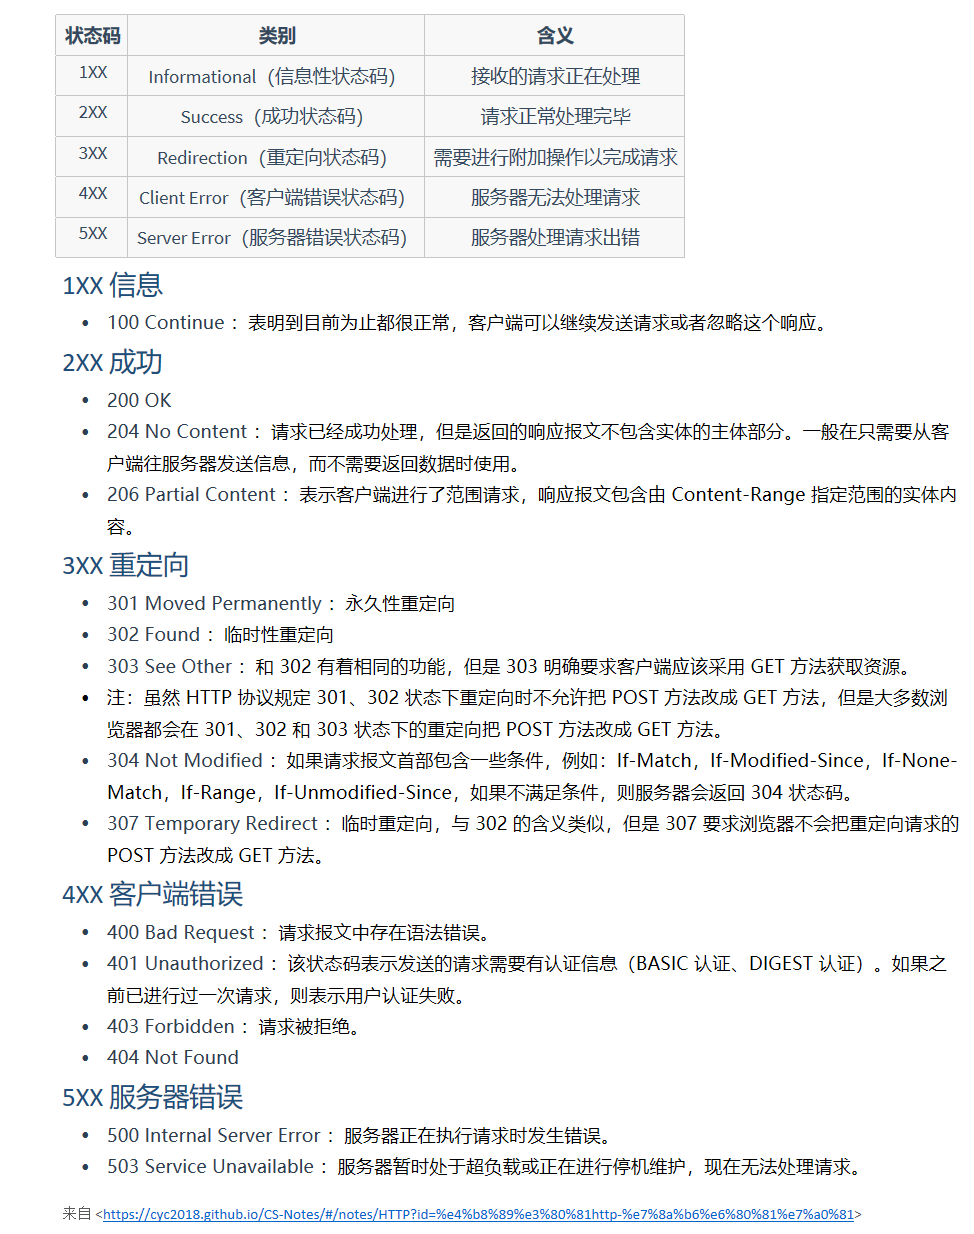 状态码 类别 含义
1XX Informational（信息性状态码） 接收的请求正在处理
2XX Success（成功状态码） 请求正常处理完毕
3XX Redirection（重定向状态码） 需要进行附加操作以完成请求
4XX Client Error（客户端错误状态码） 服务器无法处理请求
5XX Server Error（服务器错误状态码） 服务器处理请求出错
1XX 信息
• 100 Continue ：表明到目前为止都很正常，客户端可以继续发送请求或者忽略这个响应。
2XX 成功
• 200 OK
• 204 No Content ：请求已经成功处理，但是返回的响应报文不包含实体的主体部分。一般在只需要从客
户端往服务器发送信息，而不需要返回数据时使用。
• 206 Partial Content ：表示客户端进行了范围请求，响应报文包含由 Content-Range 指定范围的实体内
容。
3XX 重定向
• 301 Moved Permanently ：永久性重定向
• 302 Found ：临时性重定向
• 303 See Other ：和 302 有着相同的功能，但是 303 明确要求客户端应该采用 GET 方法获取资源。
• 注：虽然 HTTP 协议规定 301、302 状态下重定向时不允许把 POST 方法改成 GET 方法，但是大多数浏
览器都会在 301、302 和 303 状态下的重定向把 POST 方法改成 GET 方法。
• 304 Not Modified ：如果请求报文首部包含一些条件，例如：If-Match，If-Modified-Since，If-None-
Match，If-Range，If-Unmodified-Since，如果不满足条件，则服务器会返回 304 状态码。
• 307 Temporary Redirect ：临时重定向，与 302 的含义类似，但是 307 要求浏览器不会把重定向请求的
POST 方法改成 GET 方法。
4XX 客户端错误
• 400 Bad Request ：请求报文中存在语法错误。
• 401 Unauthorized ：该状态码表示发送的请求需要有认证信息（BASIC 认证、DIGEST 认证）。如果之
前已进行过一次请求，则表示用户认证失败。
• 403 Forbidden ：请求被拒绝。
• 404 Not Found
5XX 服务器错误
• 500 Internal Server Error ：服务器正在执行请求时发生错误。
• 503 Service Unavailable ：服务器暂时处于超负载或正在进行停机维护，现在无法处理请求。
来自 <https://cyc2018.github.io/CS-Notes/#/notes/HTTP?id=%e4%b8%89%e3%80%81http-%e7%8a%b6%e6%80%81%e7%a0%81>